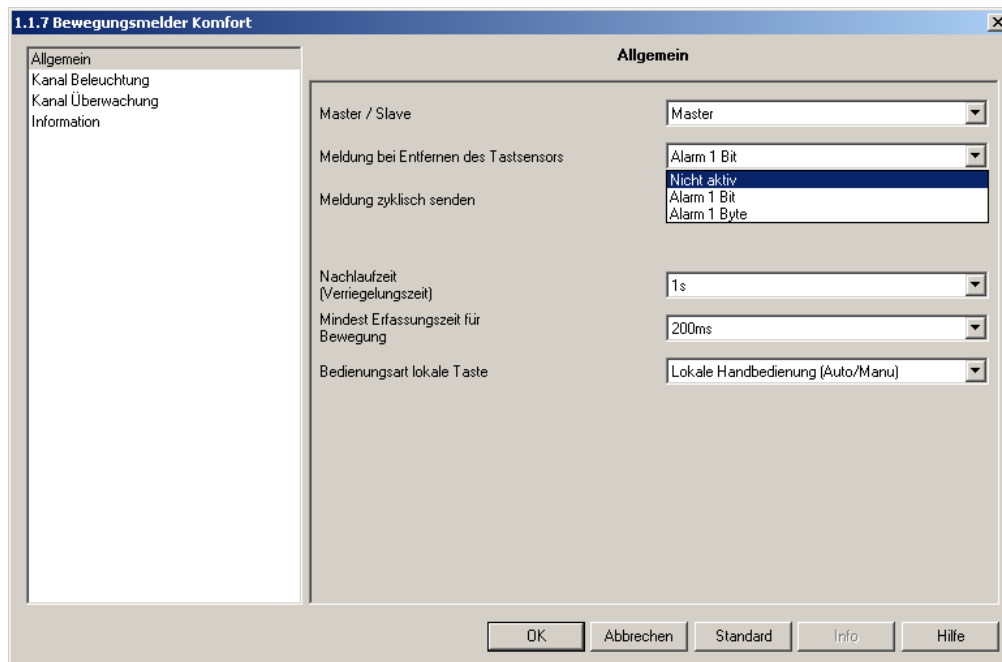 1.1.7 Bewegungsmelder Komfort
Allgemein
Kanal Beleuchtung
Kanal Überwachung
Information
Allgemein
Master / Slave
Master
Meldung bei Entfernen des Tastsensors
Alarm 1 Bit
Nicht aktiv
Alarm 1 Bit
Alarm 1 Byte
Meldung zyklisch senden
Nachlaufzeit
(Verriegelungszeit)
1s
Mindest Erfassungszeit für
Bewegung
200ms
Bedienungsart lokale Taste
Lokale Handbedienung (Auto/Manu)
OK
Abbrechen
Standard
Info
Hilfe